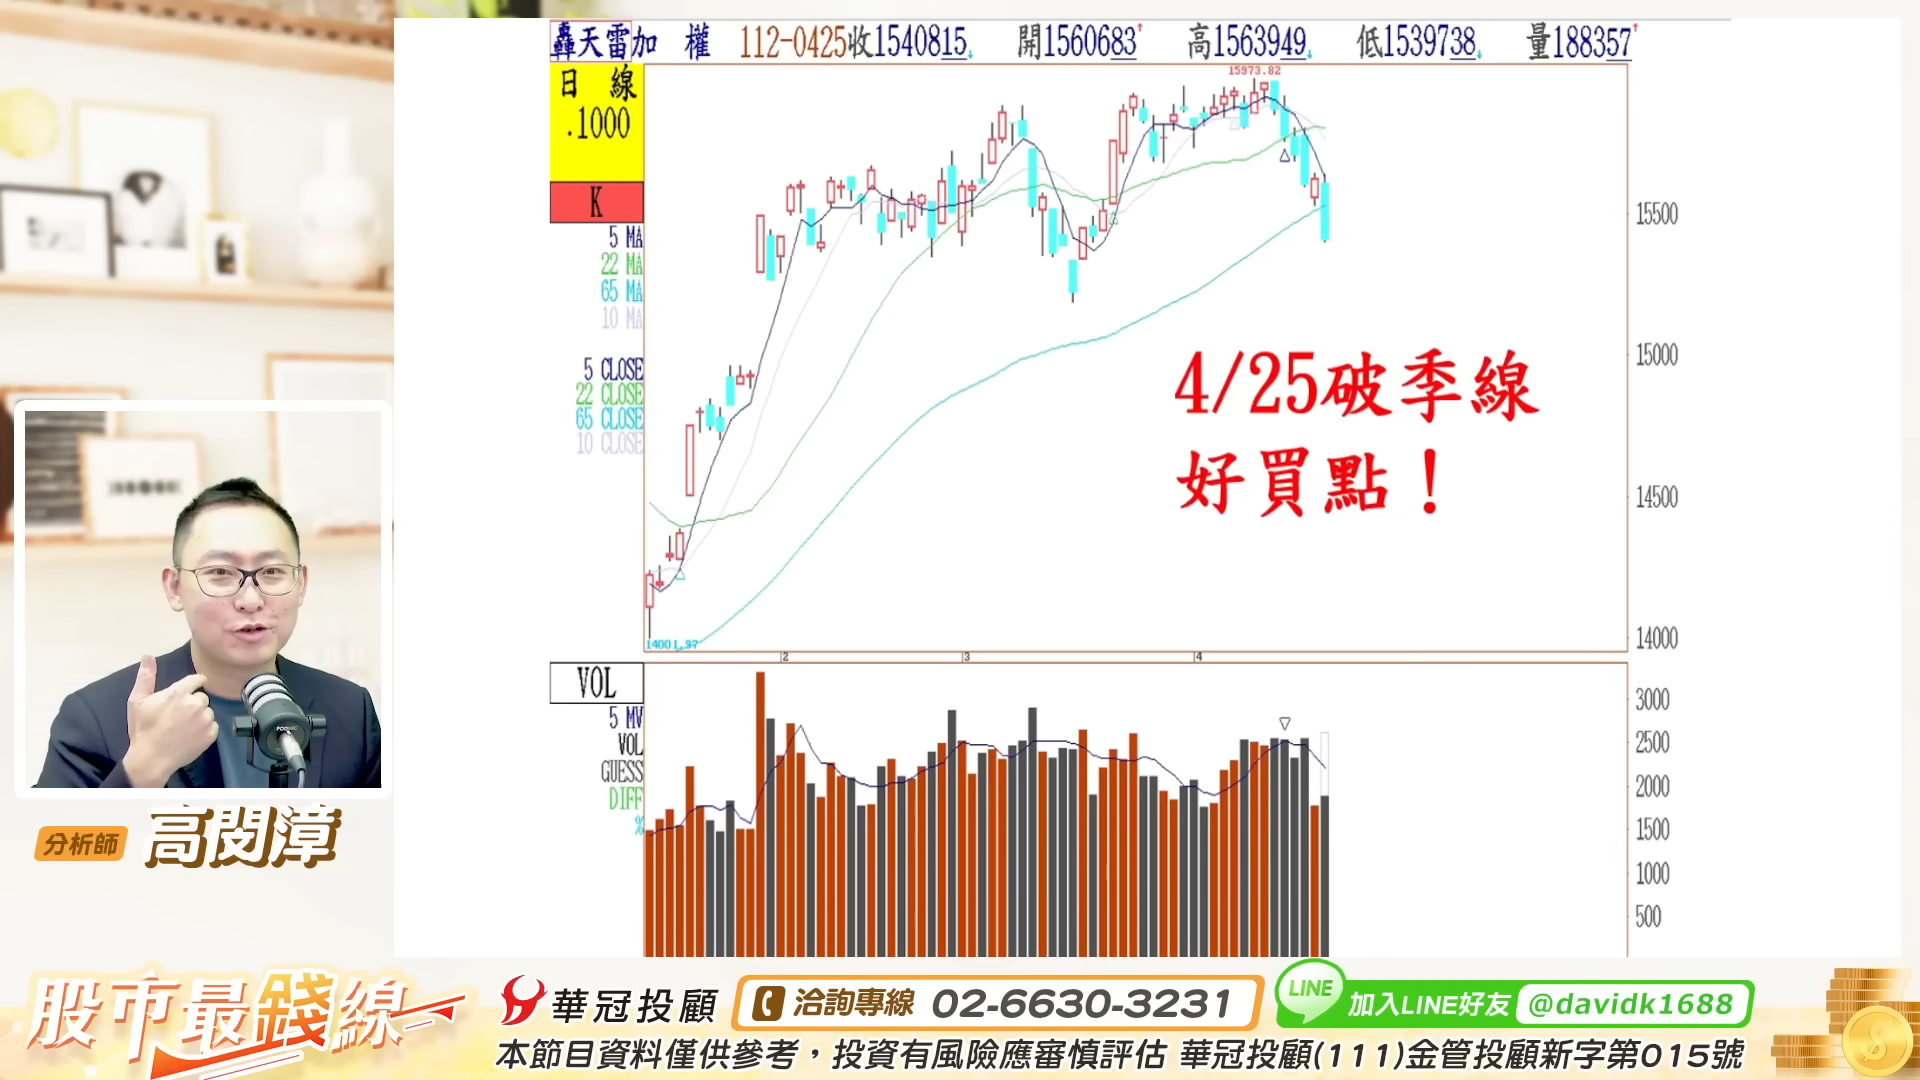 轟天雷加 權 112-0425收1540815 開1560683 高1563949 低1539738 量188357
日 線
.1000
K
5 MA
22 MA
65 MA
10 MA
5 CLOSE
22 CLOSE
65 CLOSE
10 CLOSE
15973.82
15500
15000
14500
14000
14001.97
2
3
4
4/25破季線
好買點！
VOL
5 MV
VOL
GUESS
DIFF
%
3000
2500
2000
1500
1000
500
分析師 高閔漳
股市最錢線
華冠投顧
洽詢專線 02-6630-3231
LINE
加入LINE好友 @davidk1688
本節目資料僅供參考，投資有風險應審慎評估 華冠投顧(111)金管投顧新字第015號